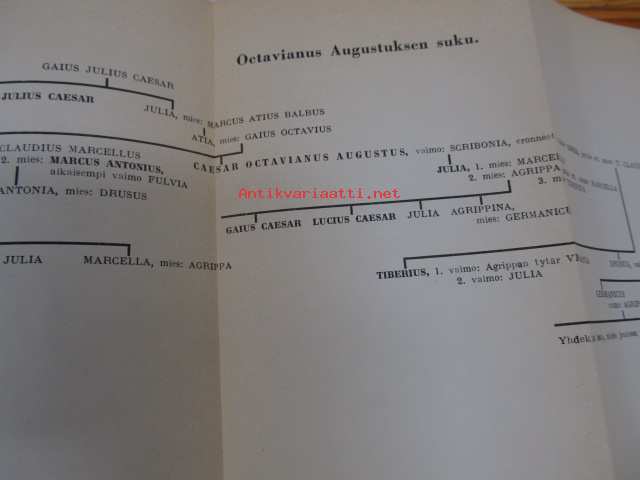 Octavianus Augustuksen suku.
GAIUS JULIUS CAESAR
JULIUS CAESAR
JULIA, mies: MARCUS ATIUS BALBUS
ATIA, mies: GAIUS OCTAVIUS
CLAUDIUS MARCELLUS
2. mies: MARCUS ANTONIUS,
aikaisempi vaimo FULVIA
ANTONIA, mies: DRUSUS
CAESAR OCTAVIANUS AUGUSTUS, vaimo: SCRIBONIA,
JULIA, 1. mies:
2. mies: AGRIPPA
3.
Antikvariaatti.net
GAIUS CAESAR LUCIUS CAESAR JULIA AGRIPPINA,
mies:
JULIA MARCELLA, mies: AGRIPPA
TIBERIUS, 1. vaimo: Agrippan tytär
2. vaimo: JULIA
GERMANICUS